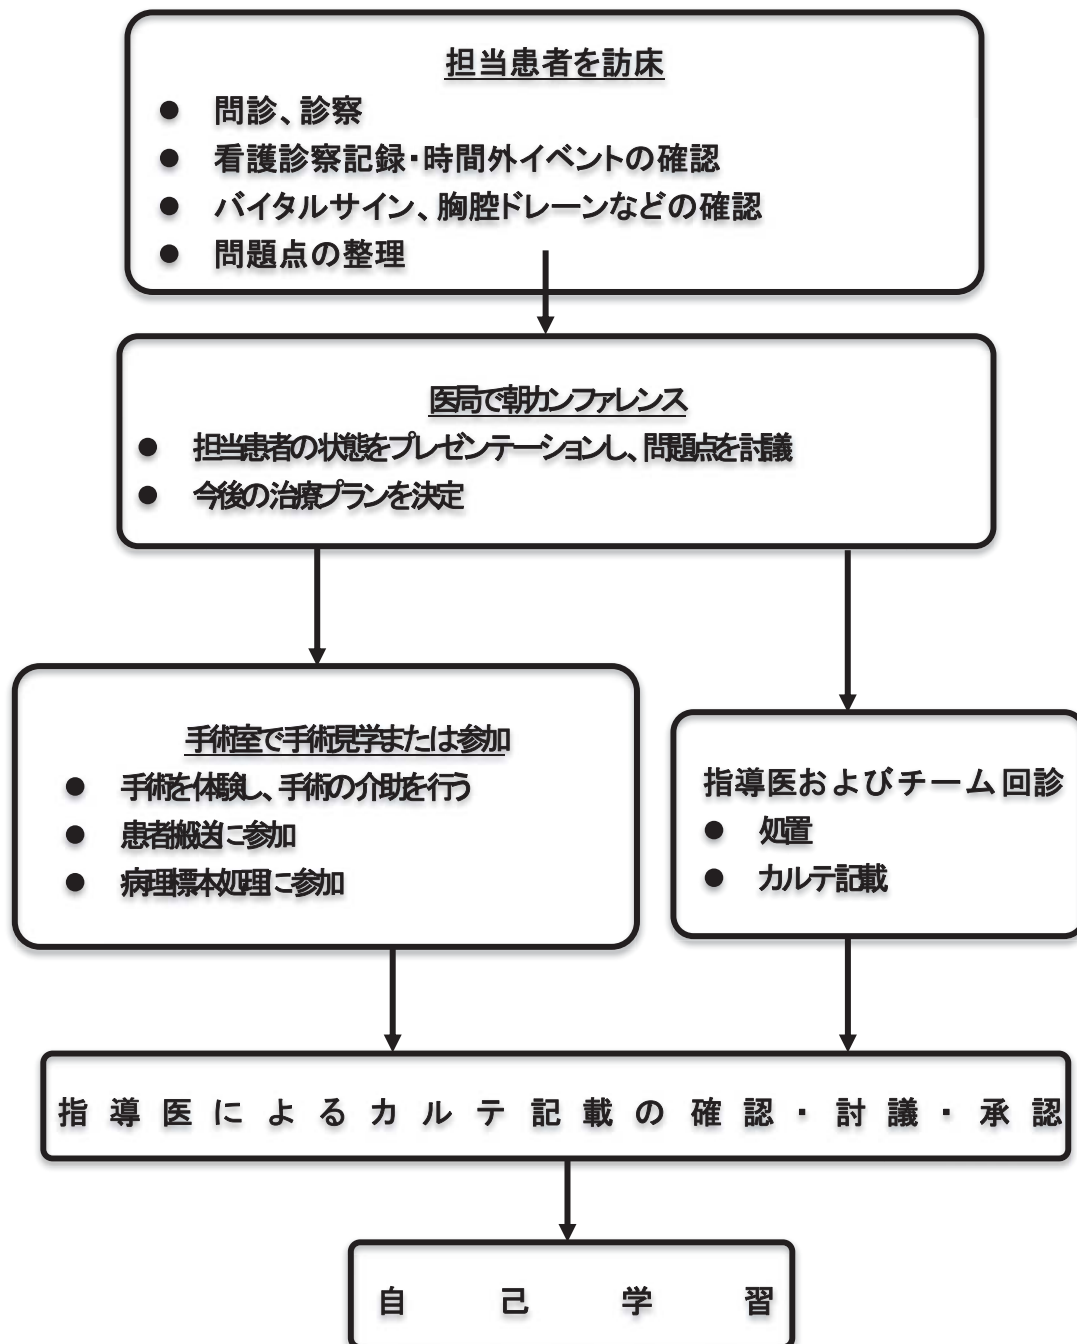 担当患者を訪床
● 問診、診察
● 看護診察記録・時間外イベントの確認
● バイタルサイン、胸腔ドレーンなどの確認
● 問題点の整理
医局で朝カンファレンス
● 担当患者の状態をプレゼンテーションし、問題点を討議
● 今後の治療プランを決定
手術室で手術見学または参加
● 手術を体験し、手術の介助を行う
● 患者搬送に参加
● 病理標本処理に参加
指導医およびチーム回診
● 処置
● カルテ記載
指導医によるカルテ記載の確認・討議・承認
自己学習